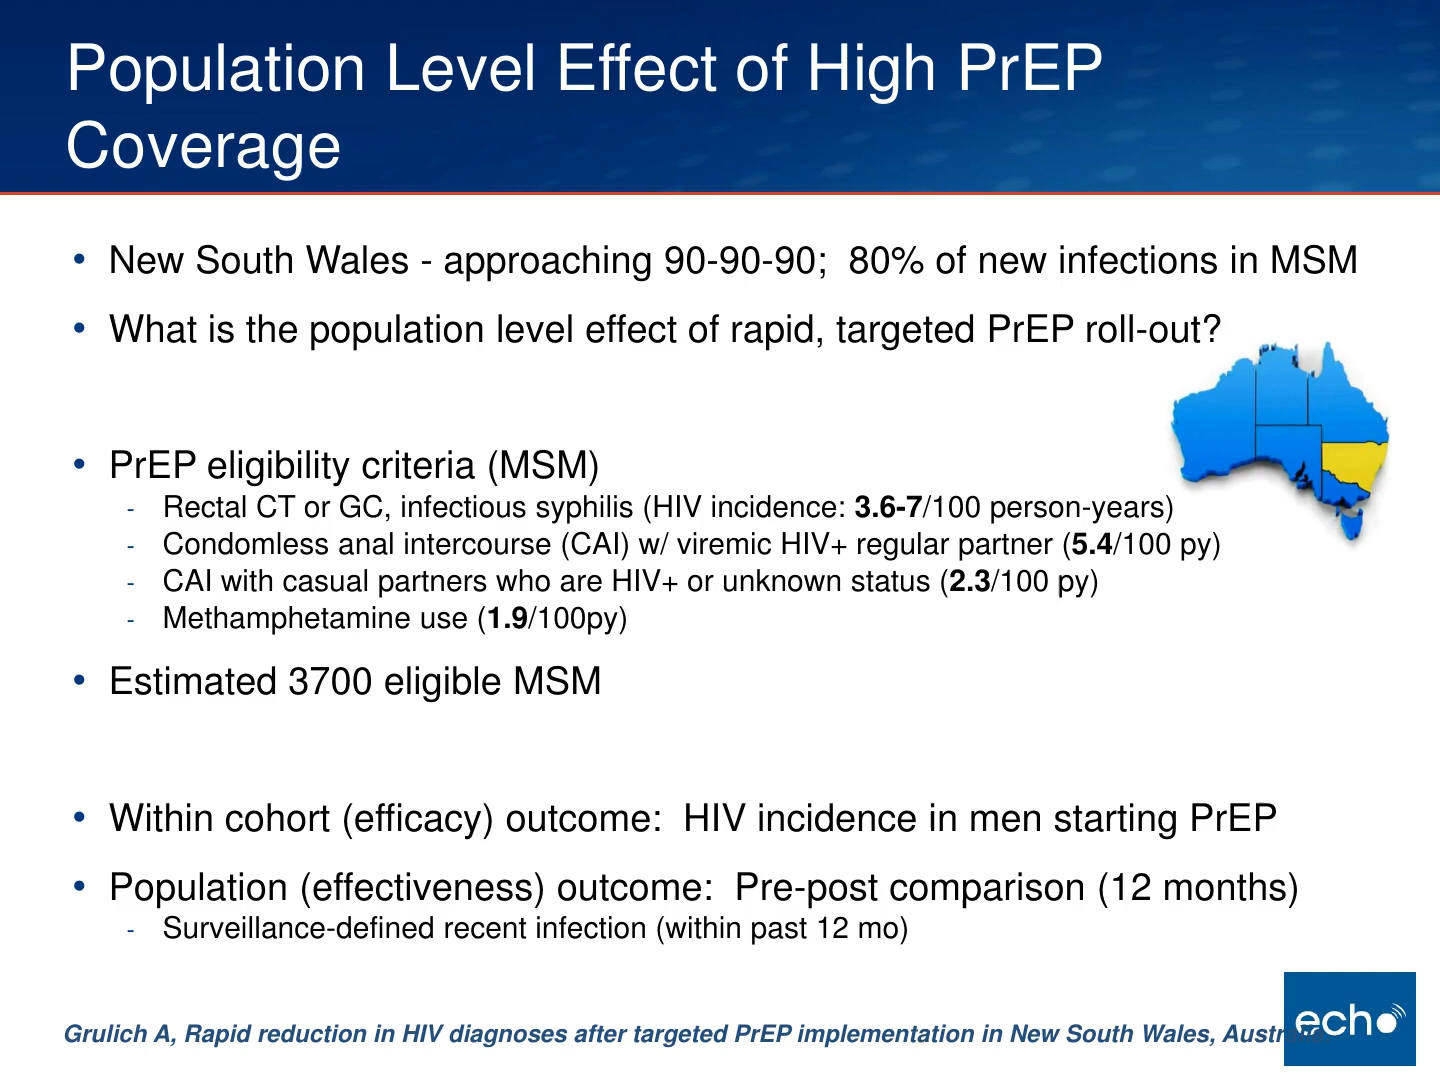 Population Level Effect of High PrEP
Coverage
• New South Wales - approaching 90-90-90;  80% of new infections in MSM
• What is the population level effect of rapid, targeted PrEP roll-out?
• PrEP eligibility criteria (MSM)
- Rectal CT or GC, infectious syphilis (HIV incidence: 3.6-7/100 person-years)
- Condomless anal intercourse (CAI) w/ viremic HIV+ regular partner (5.4/100 py)
- CAI with casual partners who are HIV+ or unknown status (2.3/100 py)
- Methamphetamine use (1.9/100py)
• Estimated 3700 eligible MSM
• Within cohort (efficacy) outcome:  HIV incidence in men starting PrEP
• Population (effectiveness) outcome:  Pre-post comparison (12 months)
- Surveillance-defined recent infection (within past 12 mo)
Grulich A, Rapid reduction in HIV diagnoses after targeted PrEP implementation in New South Wales, Australia.
echo